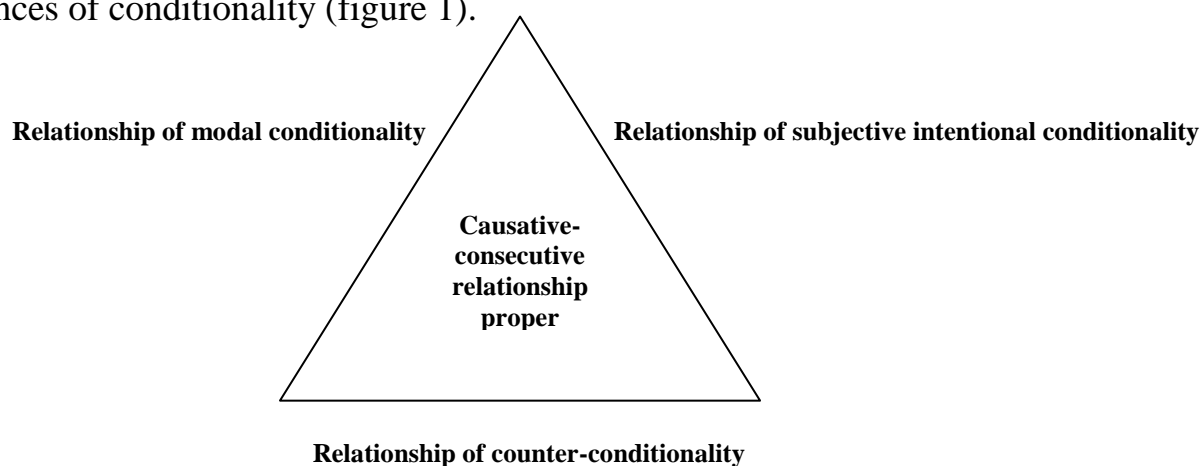 nces of conditionality (figure 1).
Relationship of modal conditionality
Relationship of subjective intentional conditionality
Causative-
consecutive
relationship
proper
Relationship of counter-conditionality